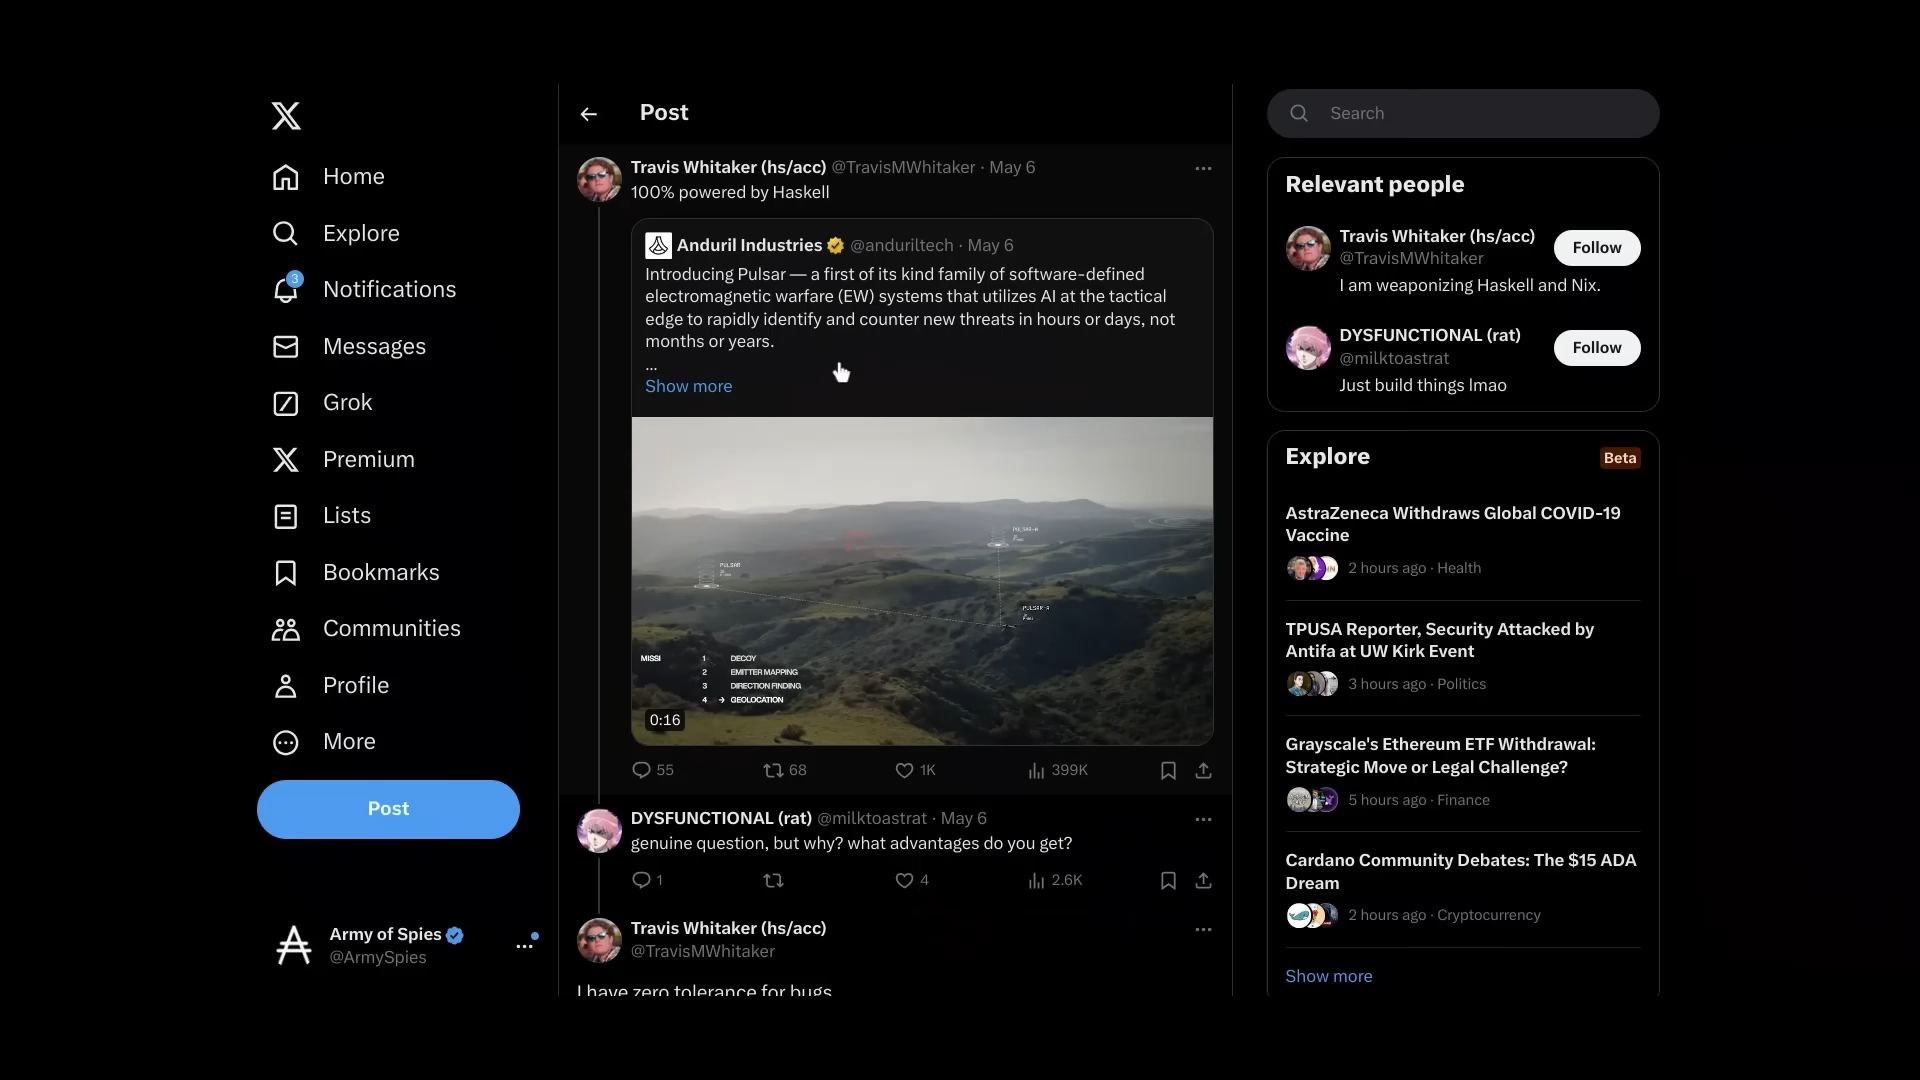 Home
Explore
3
Notifications
Messages
Grok
Premium
Lists
Bookmarks
Communities
Profile
More
Post
Army of Spies
@ArmySpies
Post
Travis Whitaker (hs/acc) @TravisMWhitaker · May 6
100% powered by Haskell
Anduril Industries @anduriltech · May 6
Introducing Pulsar — a first of its kind family of software-defined
electromagnetic warfare (EW) systems that utilizes AI at the tactical
edge to rapidly identify and counter new threats in hours or days, not
months or years.
...
Show more
PULSAR
PULSAR-A
MISSI
1 DECOY
2 EMITTER MAPPING
3 DIRECTION FINDING
4 → GEOLOCATION
0:16
55 68 1K 399K
DYSFUNCTIONAL (rat) @milktoastrat · May 6
genuine question, but why? what advantages do you get?
1 4 2.6K
Travis Whitaker (hs/acc)
@TravisMWhitaker
I have zero tolerance for bugs
Search
Relevant people
Travis Whitaker (hs/acc)
@TravisMWhitaker
Follow
I am weaponizing Haskell and Nix.
DYSFUNCTIONAL (rat)
@milktoastrat
Follow
Just build things lmao
Explore
Beta
AstraZeneca Withdraws Global COVID-19
Vaccine
2 hours ago · Health
TPUSA Reporter, Security Attacked by
Antifa at UW Kirk Event
3 hours ago · Politics
Grayscale's Ethereum ETF Withdrawal:
Strategic Move or Legal Challenge?
5 hours ago · Finance
Cardano Community Debates: The $15 ADA
Dream
2 hours ago · Cryptocurrency
Show more